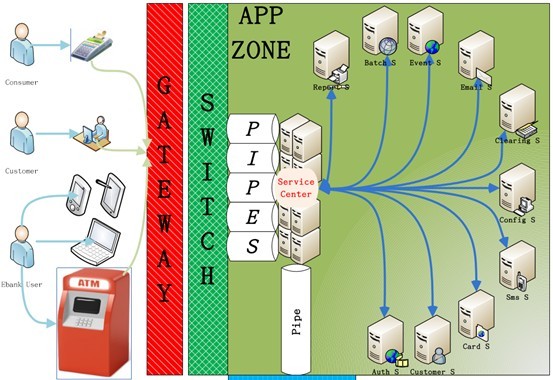 Consumer
Customer
Ebank User
ATM
GATEWAY
SWITCH
APP
ZONE
PIPES
Service
Center
Pipe
Report S
Batch S
Event S
Email S
Clearing S
Config S
Sms S
Card S
Customer S
Auth S